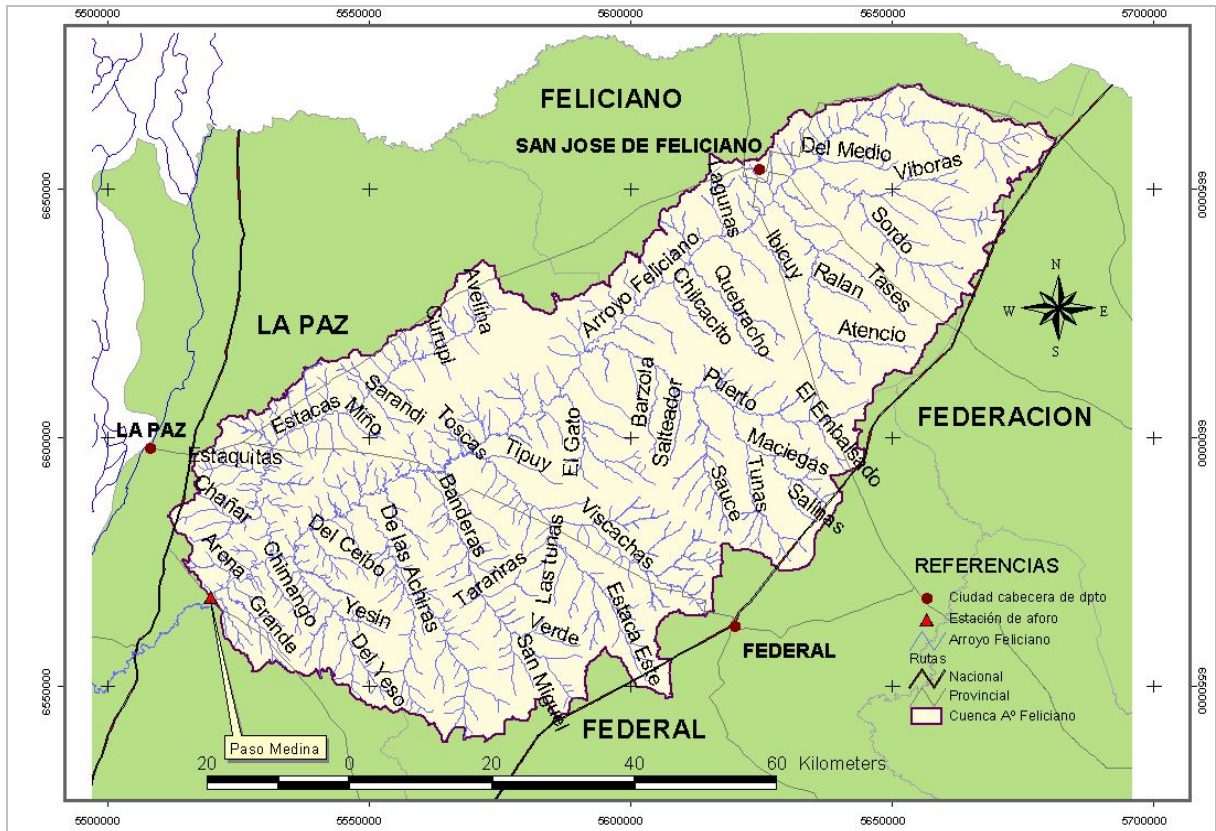 5500000
5550000
5600000
5650000
5700000
FELICIANO
SAN JOSE DE FELICIANO
Del Medio
Viboras
6650000
6650000
Lagunas
Sordo
Ibicuy
Arroyo Feliciano
Ralan
Tases
Quebracho
Chilcacito
Avelina
N
W
E
S
LA PAZ
Curupi
Atencio
Sarandi
Barzola
Puerto
El Embalsado
FEDERACION
Estacas
Miño
Salteador
LA PAZ
Toscas
El Gato
6600000
6600000
Estaquitas
Tipuy
Maciegas
Banderas
Sauce
Tunas
Salinas
Chañar
De las Achiras
Viscachas
Del Ceibo
Las tunas
Arena
Chimango
Tarañras
REFERENCIAS
Ciudad cabecera de dpto
Estación de aforo
Arroyo Feliciano
Rutas
Nacional
Provincial
Cuenca Aº Feliciano
Grande
Yesin
Verde
Estaca Este
FEDERAL
San Miguel
Del Yeso
6550000
6550000
FEDERAL
Paso Medina
20
0
20
40
60
Kilometers
5500000
5550000
5600000
5650000
5700000